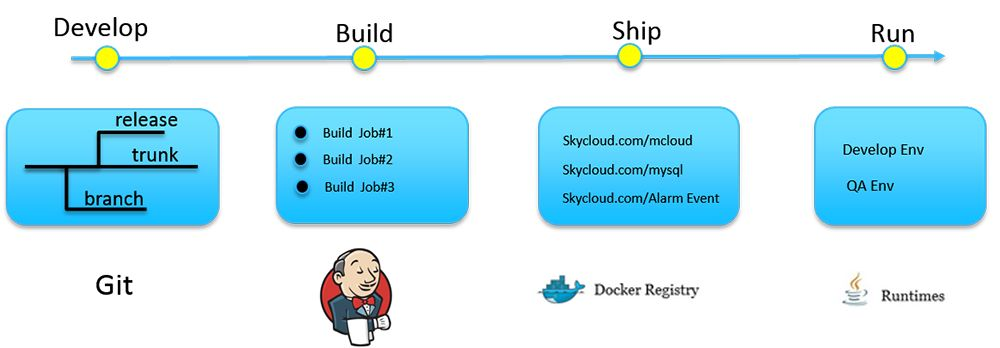 Develop
Build
Ship
Run
release
trunk
branch
Build Job#1
Build Job#2
Build Job#3
Skycloud.com/mcloud
Skycloud.com/mysql
Skycloud.com/Alarm Event
Develop Env
QA Env
Git
Docker Registry
Runtimes